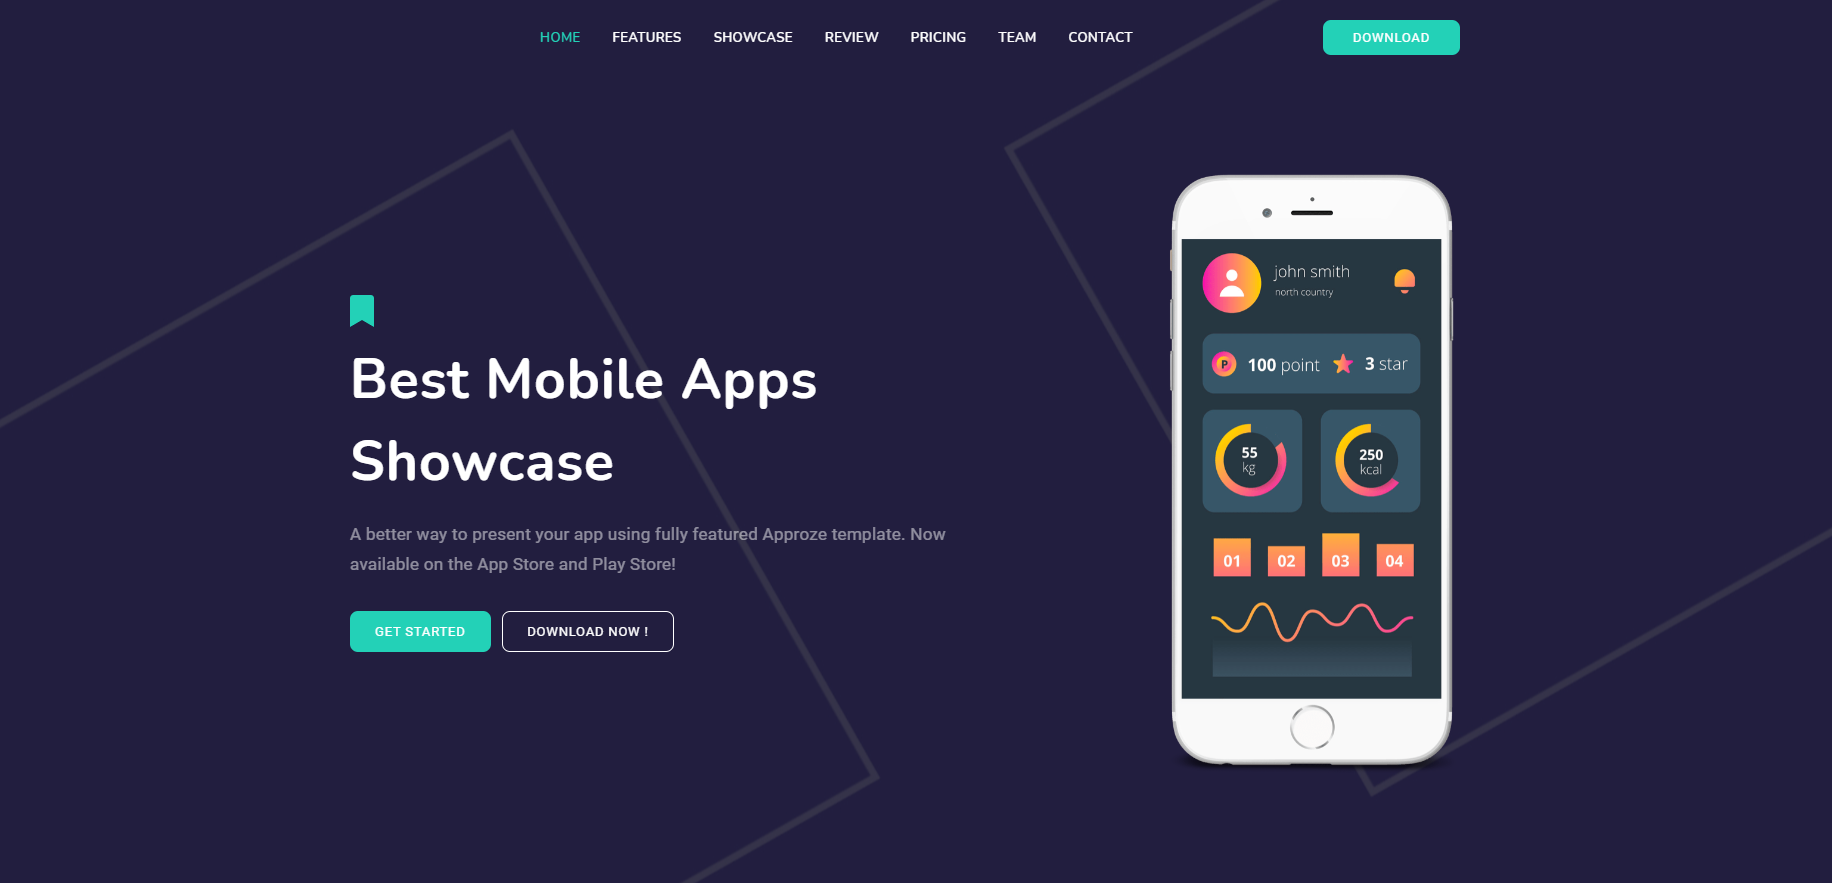 HOME FEATURES SHOWCASE REVIEW PRICING TEAM CONTACT DOWNLOAD
Best Mobile Apps
Showcase
A better way to present your app using fully featured Approze template. Now
available on the App Store and Play Store!
GET STARTED DOWNLOAD NOW !
john smith
north country
P 100 point 3 star
55 250
kg kcal
01 02 03 04